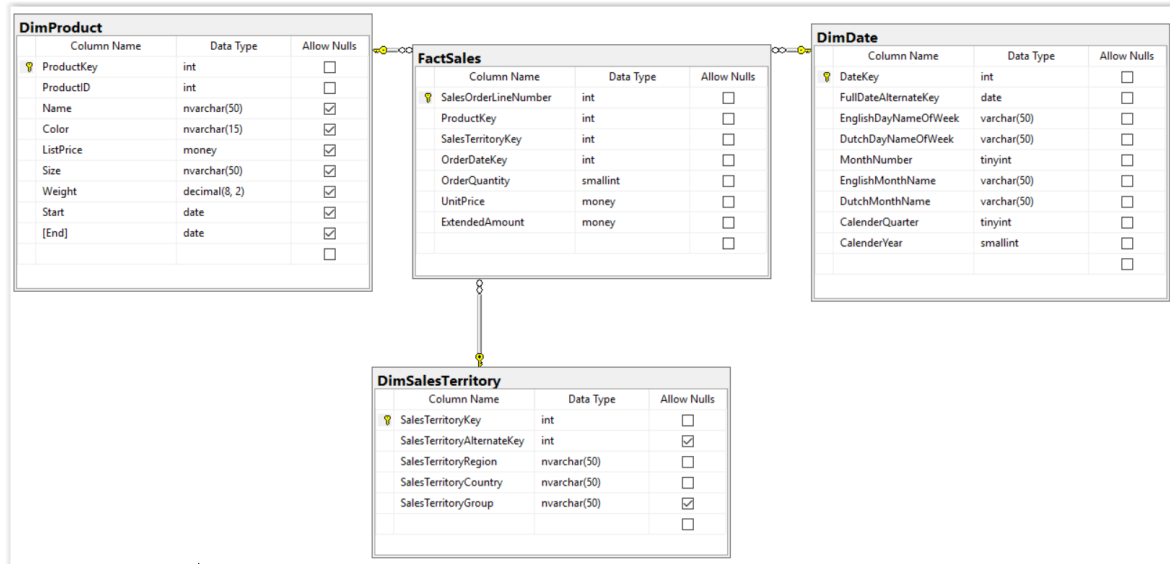 DimProduct
Column Name Data Type Allow Nulls
ProductKey int
ProductID int
Name nvarchar(50)
Color nvarchar(15)
ListPrice money
Size nvarchar(50)
Weight decimal(8, 2)
Start date
[End] date
FactSales
Column Name Data Type Allow Nulls
SalesOrderLineNumber int
ProductKey int
SalesTerritoryKey int
OrderDateKey int
OrderQuantity smallint
UnitPrice money
ExtendedAmount money
DimDate
Column Name Data Type Allow Nulls
DateKey int
FullDateAlternateKey date
EnglishDayNameOfWeek varchar(50)
DutchDayNameOfWeek varchar(50)
MonthNumber tinyint
EnglishMonthName varchar(50)
DutchMonthName varchar(50)
CalenderQuarter tinyint
CalenderYear smallint
DimSalesTerritory
Column Name Data Type Allow Nulls
SalesTerritoryKey int
SalesTerritoryAlternateKey int
SalesTerritoryRegion nvarchar(50)
SalesTerritoryCountry nvarchar(50)
SalesTerritoryGroup nvarchar(50)